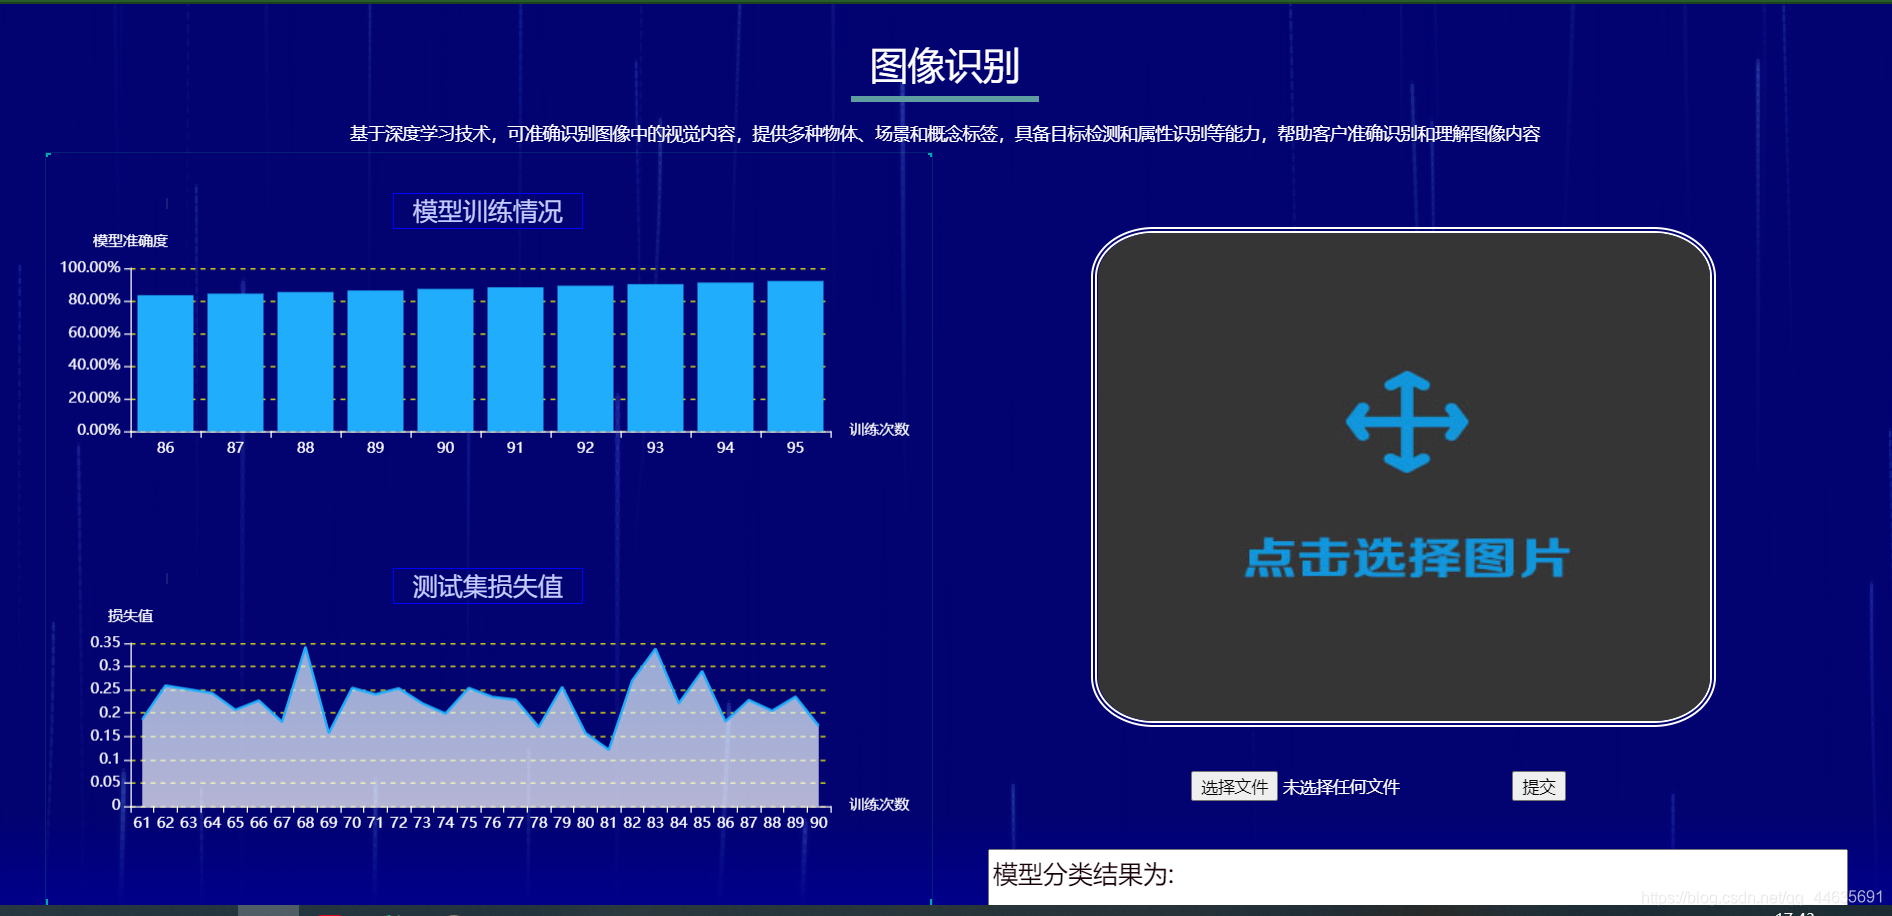 图像识别
基于深度学习技术，可准确识别图像中的视觉内容，提供多种物体、场景和概念标签，具备目标检测和属性识别等能力，帮助客户准确识别和理解图像内容
模型训练情况
模型准确度
100.00%
80.00%
60.00%
40.00%
20.00%
0.00%
86 87 88 89 90 91 92 93 94 95
训练次数
测试集损失值
损失值
0.35
0.3
0.25
0.2
0.15
0.1
0.05
0
61 62 63 64 65 66 67 68 69 70 71 72 73 74 75 76 77 78 79 80 81 82 83 84 85 86 87 88 89 90
训练次数
点击选择图片
选择文件 未选择任何文件 提交
模型分类结果为: